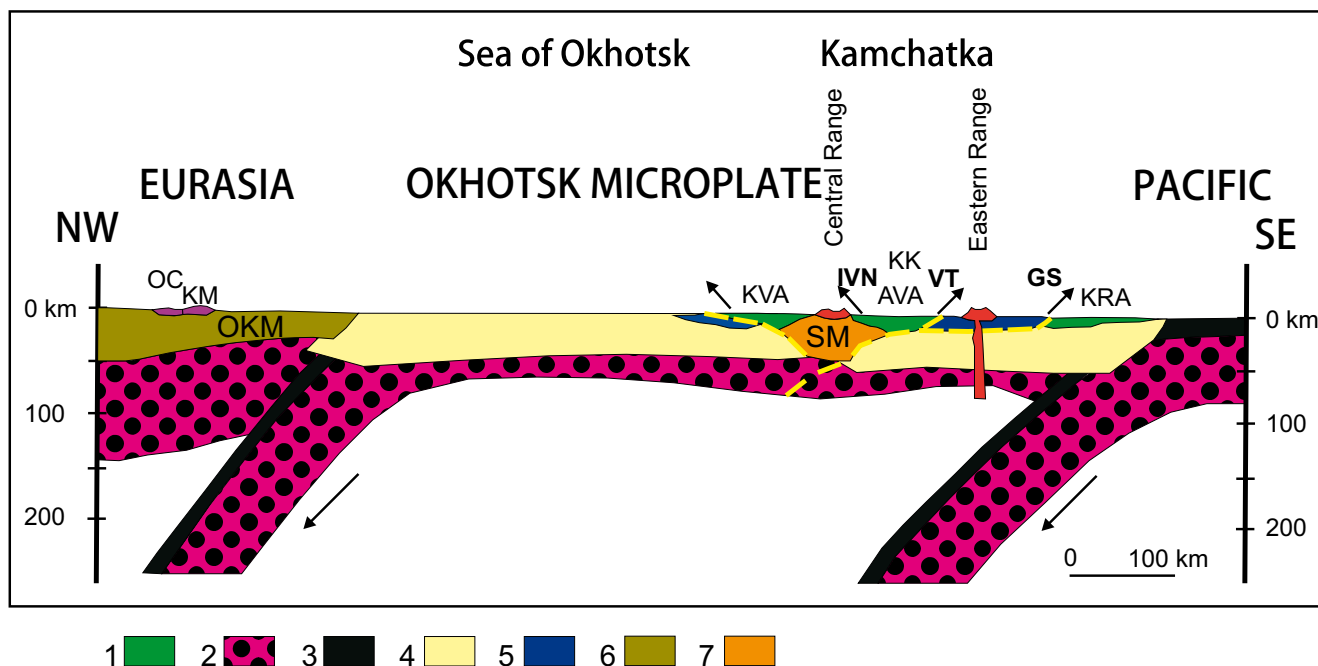 Sea of Okhotsk
Kamchatka
Central Range
Eastern Range
EURASIA
OKHOTSK MICROPLATE
PACIFIC
NW
SE
OC
KM
OKM
KVA
IVN
KK
AVA
VT
GS
KRA
SM
0 km
100
200
0 km
100
200
0 100 km
1 2 3 4 5 6 7